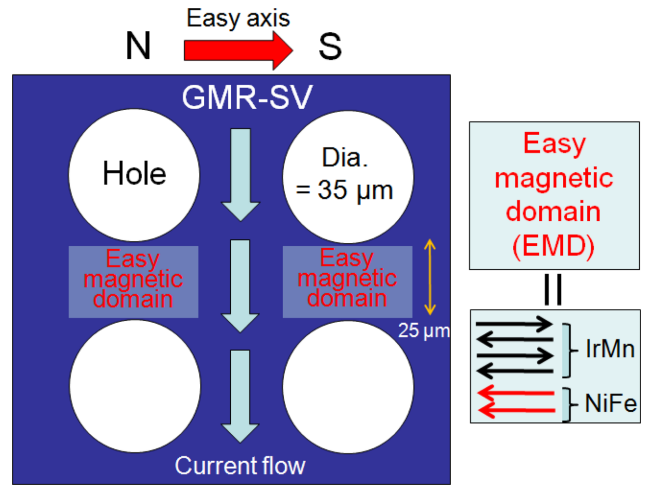 Easy axis
N
S
GMR-SV
Hole
Dia.
= 35 μm
Easy
magnetic
domain
Easy
magnetic
domain
25 μm
Current flow
Easy
magnetic
domain
(EMD)
=
IrMn
NiFe